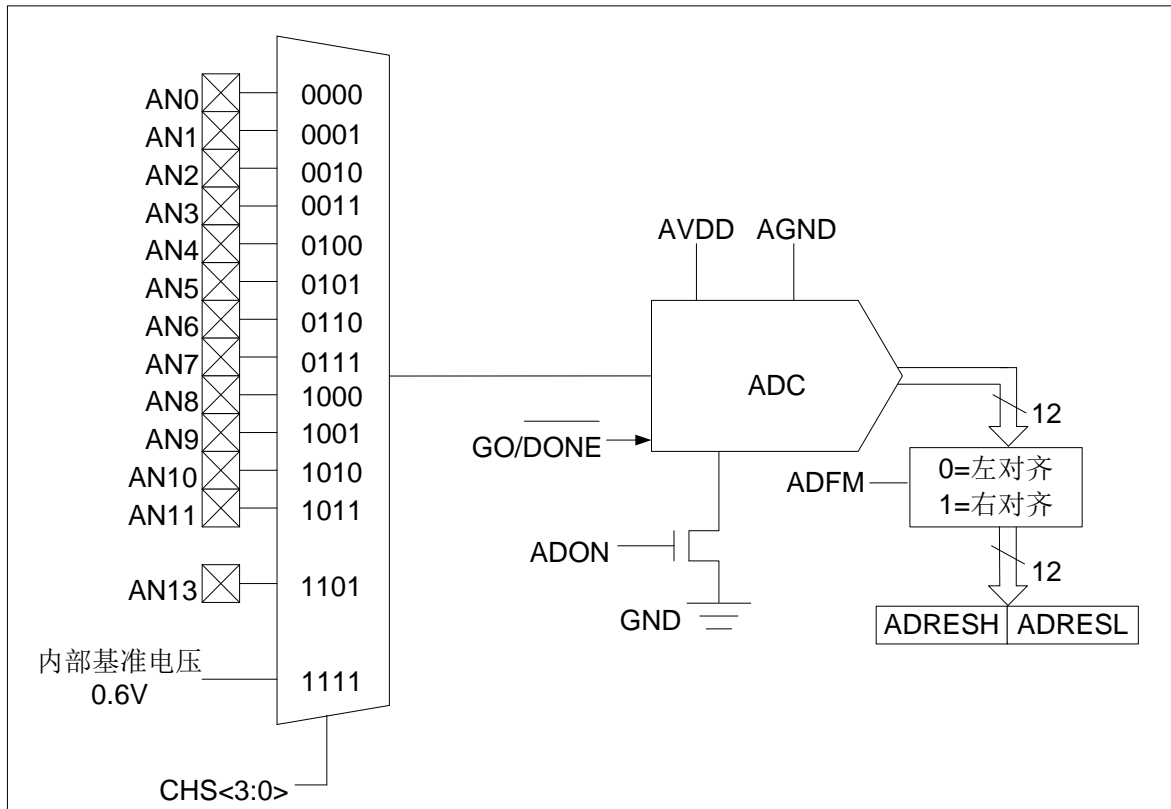 AN0 0000
AN1 0001
AN2 0010
AN3 0011
AN4 0100
AN5 0101
AN6 0110
AN7 0111
AN8 1000
AN9 1001
AN10 1010
AN11 1011
AN13 1101
内部基准电压
0.6V
1111
CHS<3:0>
AVDD AGND
ADC
GO/DONE
ADON
GND
12
ADFM
0=左对齐
1=右对齐
12
ADRESH ADRESL